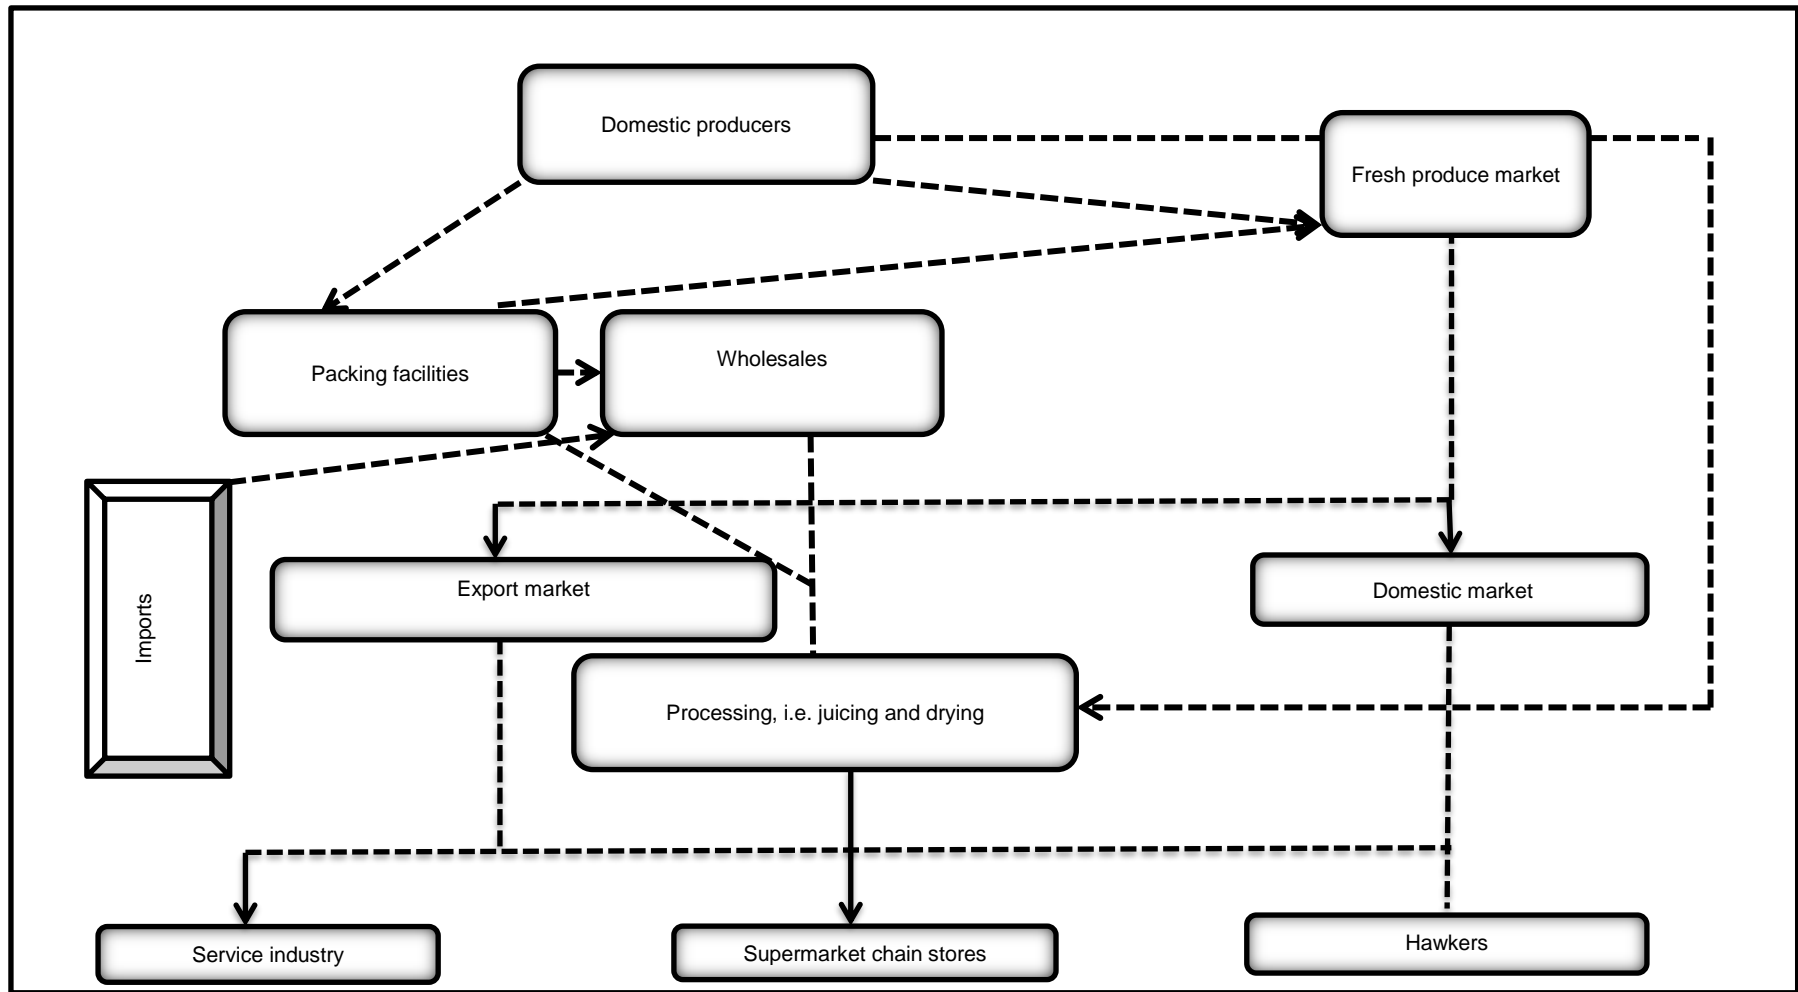 Domestic producers
Fresh produce market
Packing facilities
Wholesales
Imports
Export market
Domestic market
Processing, i.e. juicing and drying
Service industry
Supermarket chain stores
Hawkers